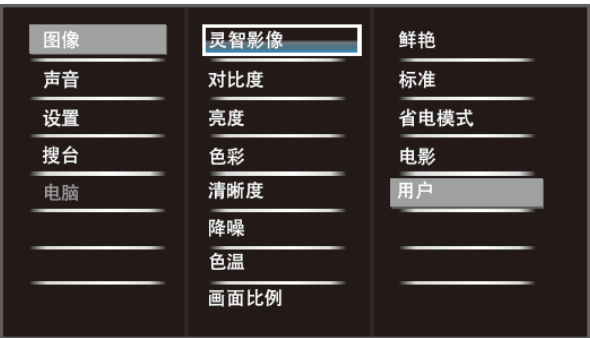 图像
声音
设置
搜台
电脑
灵智影像
对比度
亮度
色彩
清晰度
降噪
色温
画面比例
鲜艳
标准
省电模式
电影
用户